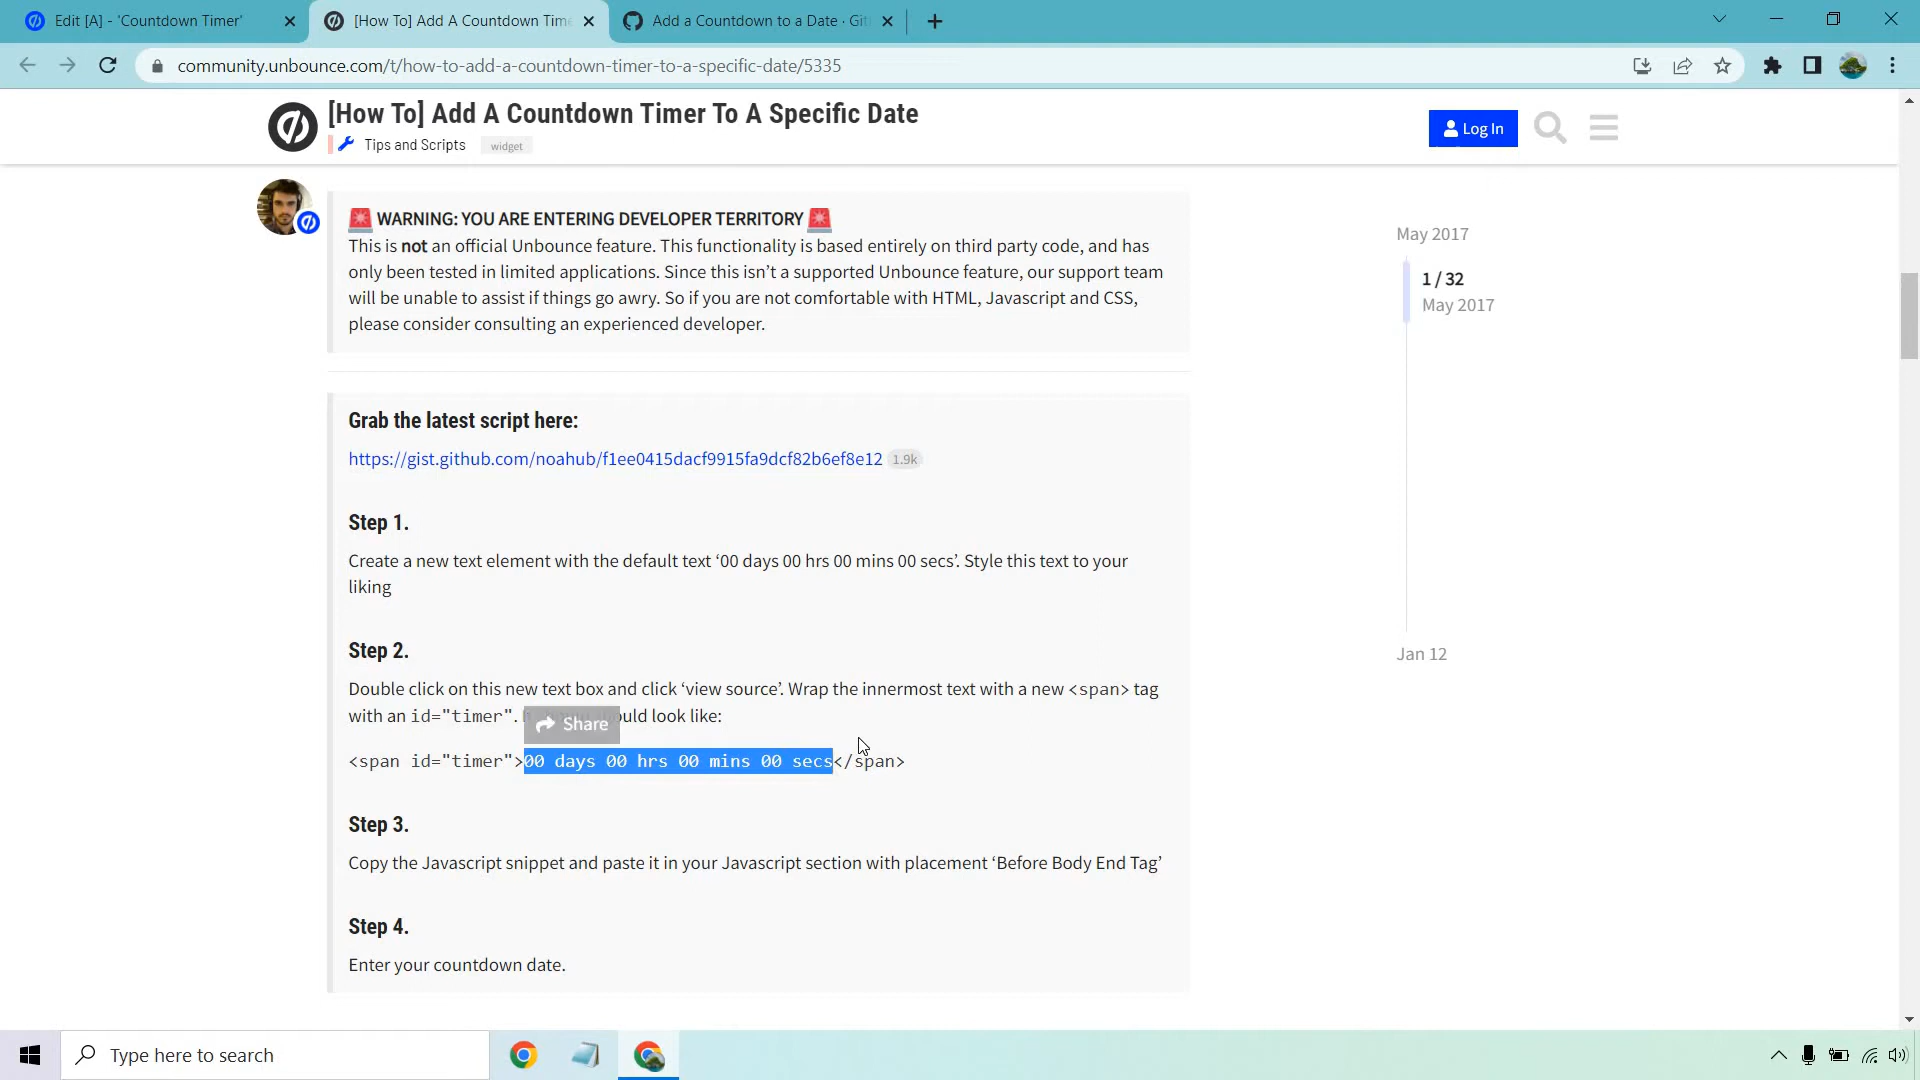 Edit [A] - 'Countdown Timer'
[How To] Add A Countdown Time
Add a Countdown to a Date · Git
community.unbounce.com/t/how-to-add-a-countdown-timer-to-a-specific-date/5335
[How To] Add A Countdown Timer To A Specific Date
Tips and Scripts
widget
Log In
WARNING: YOU ARE ENTERING DEVELOPER TERRITORY
This is not an official Unbounce feature. This functionality is based entirely on third party code, and has
only been tested in limited applications. Since this isn’t a supported Unbounce feature, our support team
will be unable to assist if things go awry. So if you are not comfortable with HTML, Javascript and CSS,
please consider consulting an experienced developer.
May 2017
1 / 32
May 2017
Jan 12
Grab the latest script here:
https://gist.github.com/noahub/f1ee0415dacf9915fa9dcf82b6ef8e12 1.9k
Step 1.
Create a new text element with the default text ‘00 days 00 hrs 00 mins 00 secs’. Style this text to your
liking
Step 2.
Double click on this new text box and click ‘view source’. Wrap the innermost text with a new <span> tag
with an id="timer". ould look like:
Share
<span id="timer">00 days 00 hrs 00 mins 00 secs</span>
Step 3.
Copy the Javascript snippet and paste it in your Javascript section with placement ‘Before Body End Tag’
Step 4.
Enter your countdown date.
Type here to search